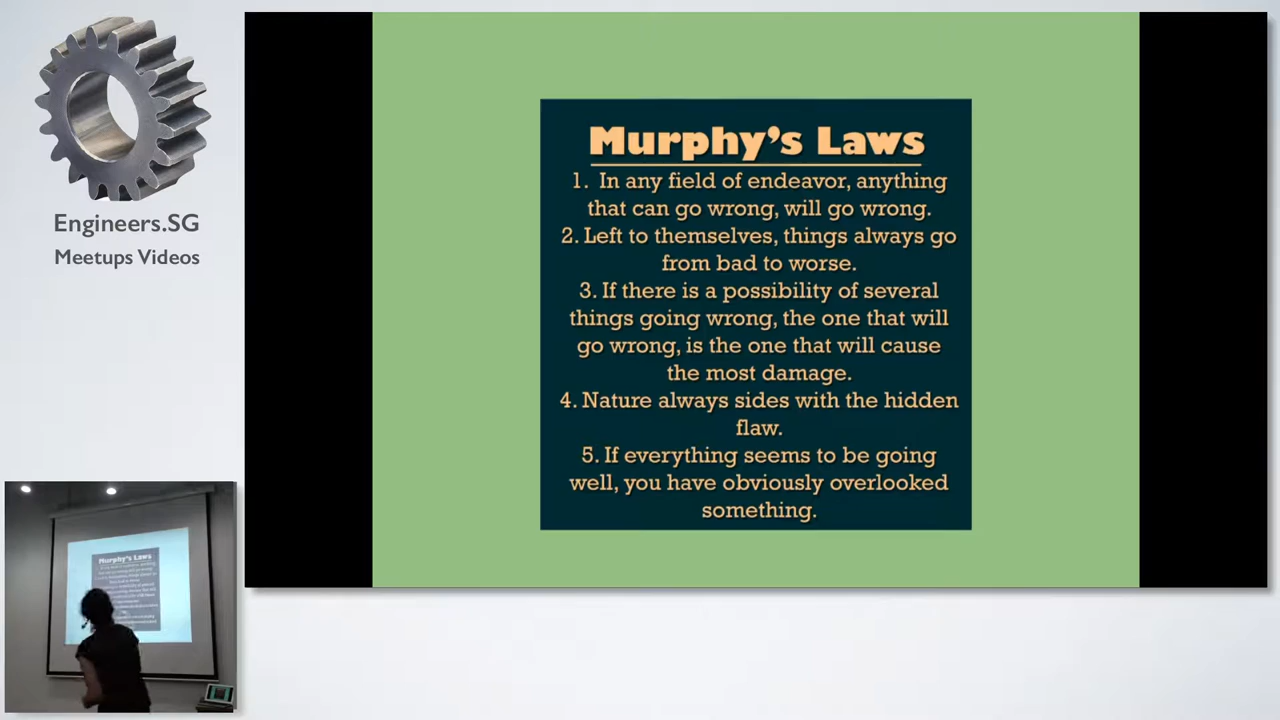 Engineers.SG
Meetups Videos
Murphy's Laws
1. In any field of endeavor, anything
that can go wrong, will go wrong.
2. Left to themselves, things always go
from bad to worse.
3. If there is a possibility of several
things going wrong, the one that will
go wrong, is the one that will cause
the most damage.
4. Nature always sides with the hidden
flaw.
5. If everything seems to be going
well, you have obviously overlooked
something.
Murphy's Laws